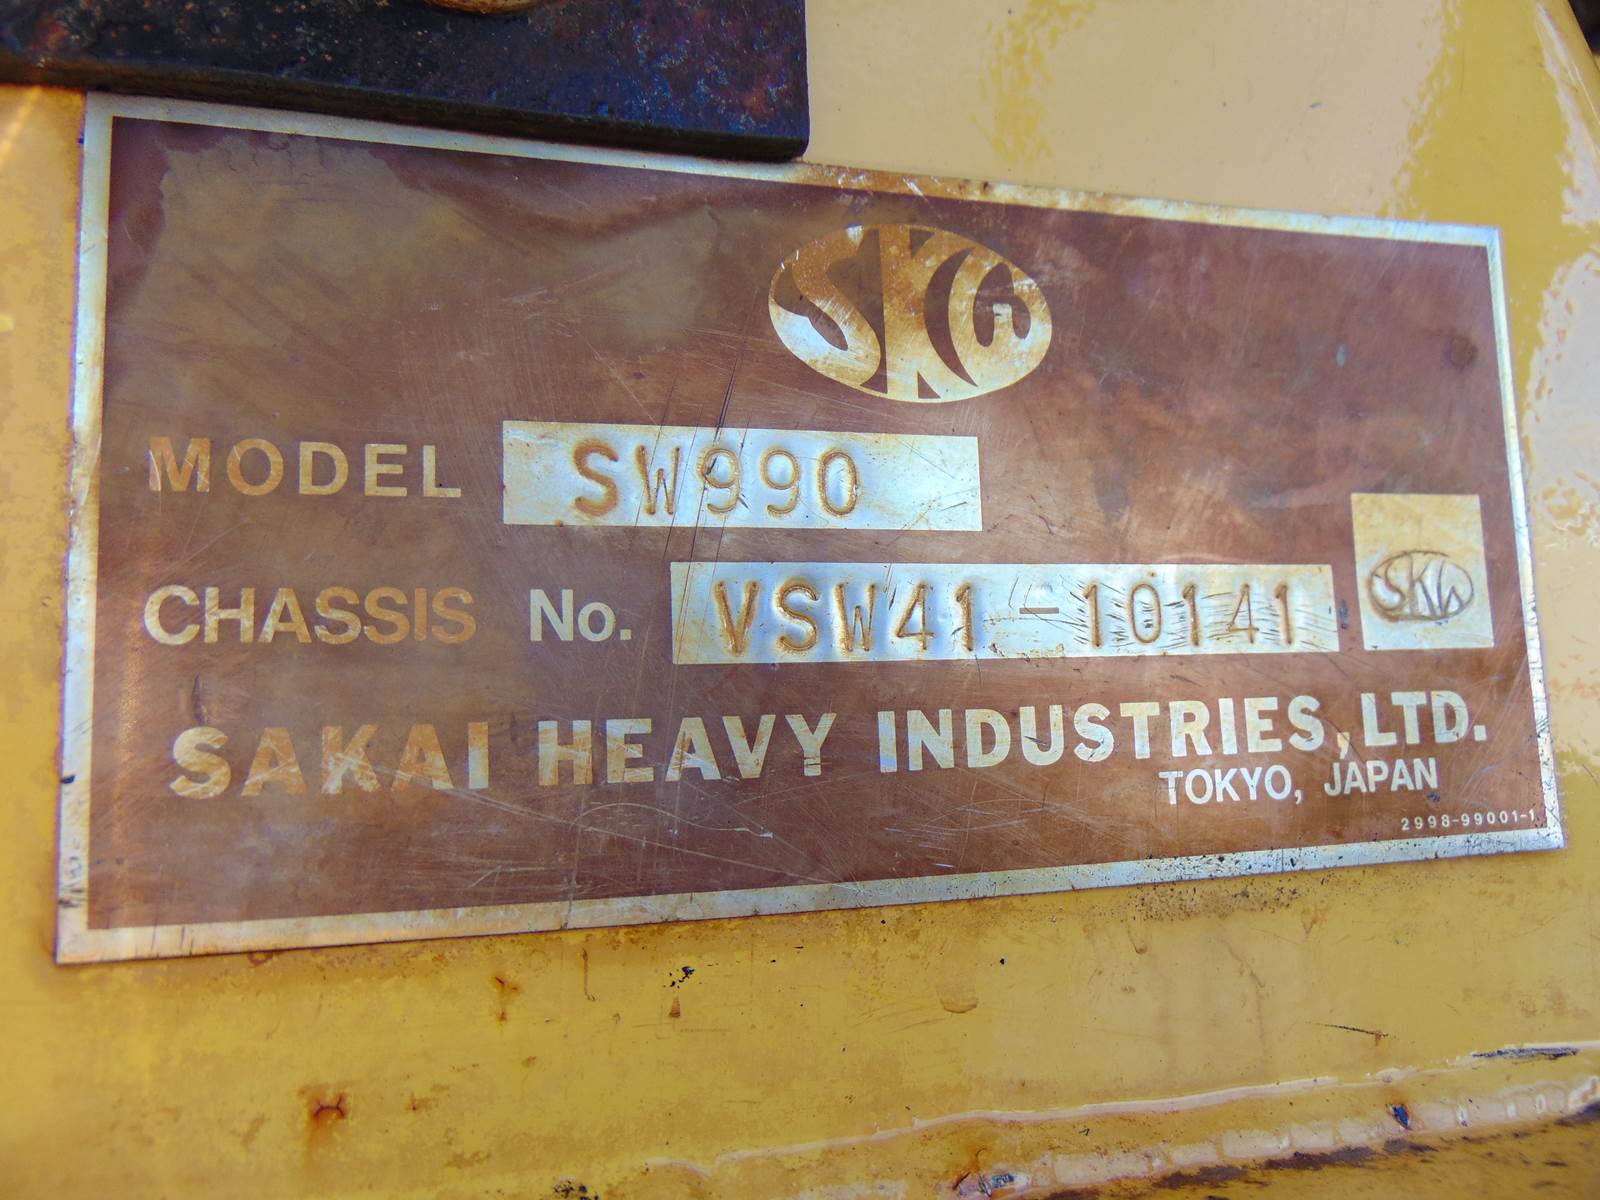 SKW
MODEL SW990
CHASSIS No. VSW41-10141
SKW
SAKAI HEAVY INDUSTRIES, LTD.
TOKYO, JAPAN
2998-99001-1